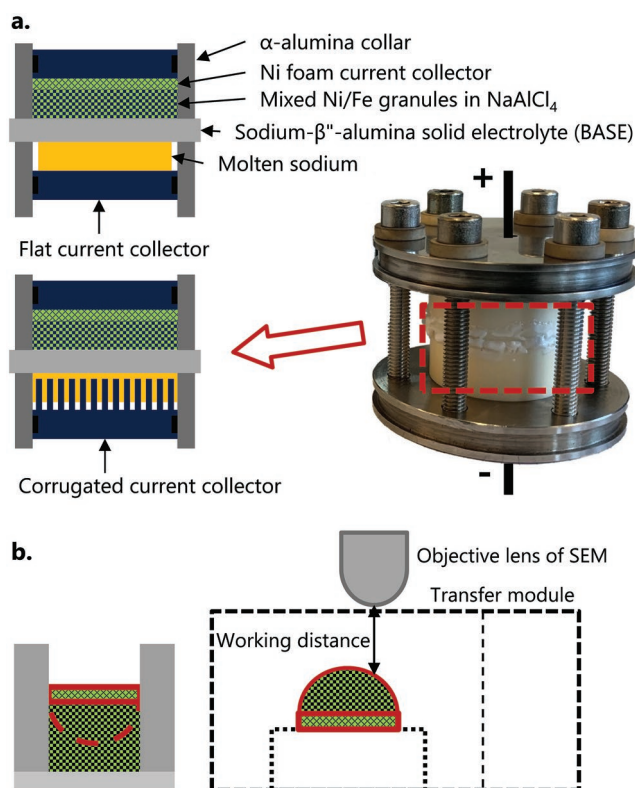 a.
α-alumina collar
Ni foam current collector
Mixed Ni/Fe granules in NaAlCl₄
Sodium-β"-alumina solid electrolyte (BASE)
Molten sodium
Flat current collector
+
Corrugated current collector
-
b.
Objective lens of SEM
Transfer module
Working distance